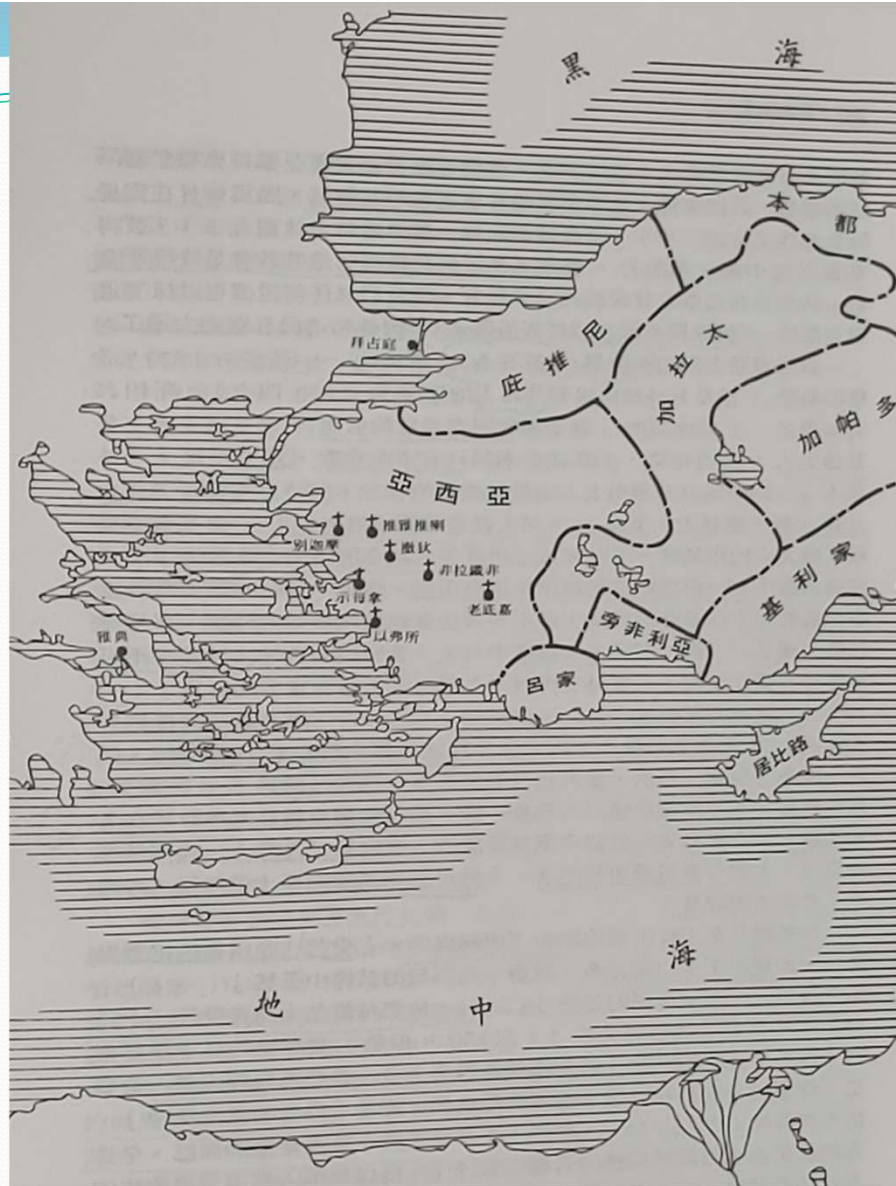 黑海
本都
拜占庭
庇推尼
加拉太
加帕多
亞西亞
別迦摩
推雅推喇
撒狄
非拉鐵非
示每拿
老底嘉
以弗所
雅典
旁非利亞
基利家
呂家
居比路
地中海